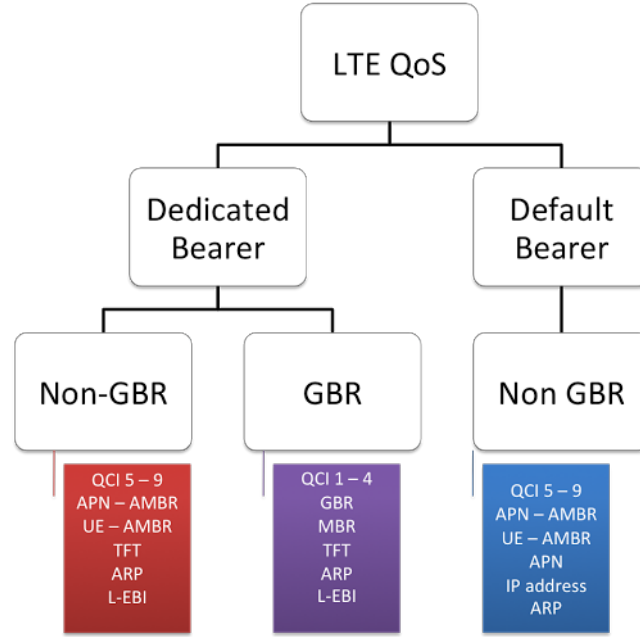 LTE QoS
Dedicated
Bearer
Default
Bearer
Non-GBR
GBR
Non GBR
QCI 5 – 9
APN – AMBR
UE – AMBR
TFT
ARP
L-EBI
QCI 1 – 4
GBR
MBR
TFT
ARP
L-EBI
QCI 5 – 9
APN – AMBR
UE – AMBR
APN
IP address
ARP